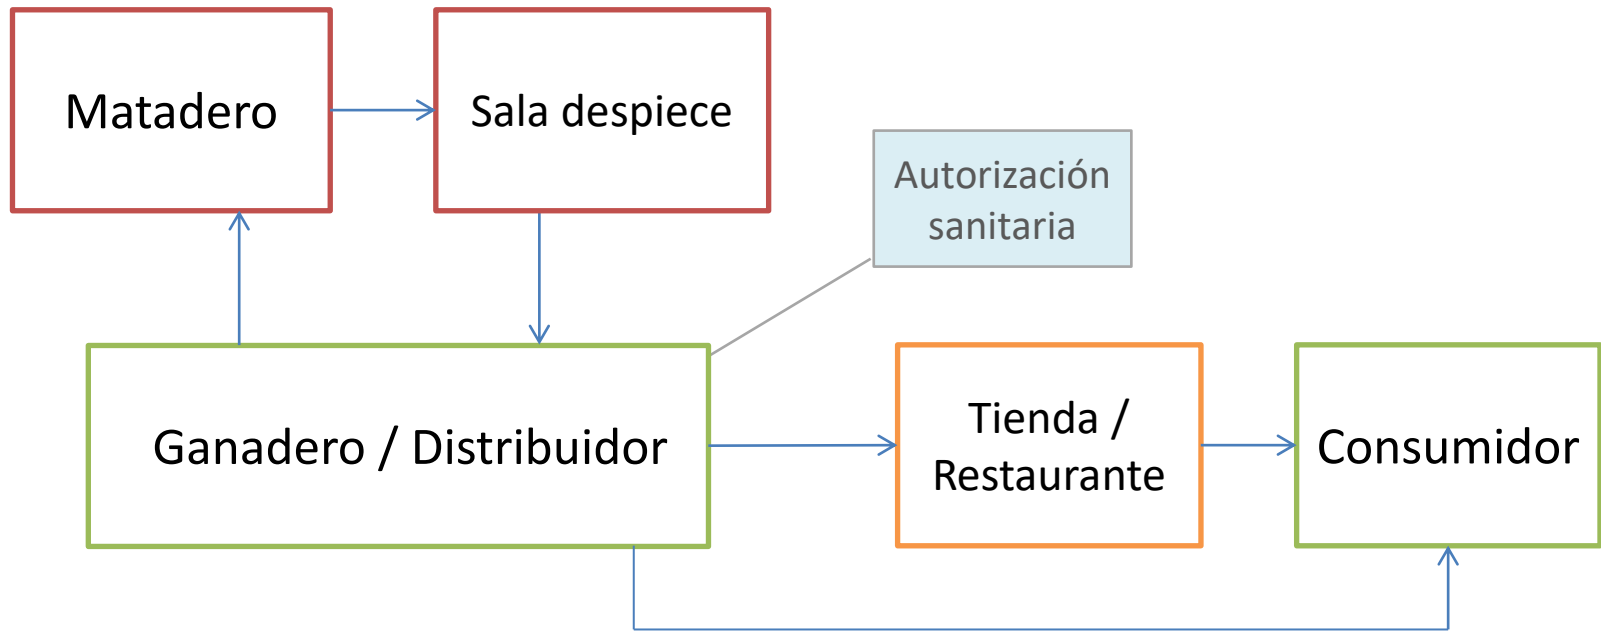 Matadero
Sala despiece
Autorización
sanitaria
Ganadero / Distribuidor
Tienda /
Restaurante
Consumidor